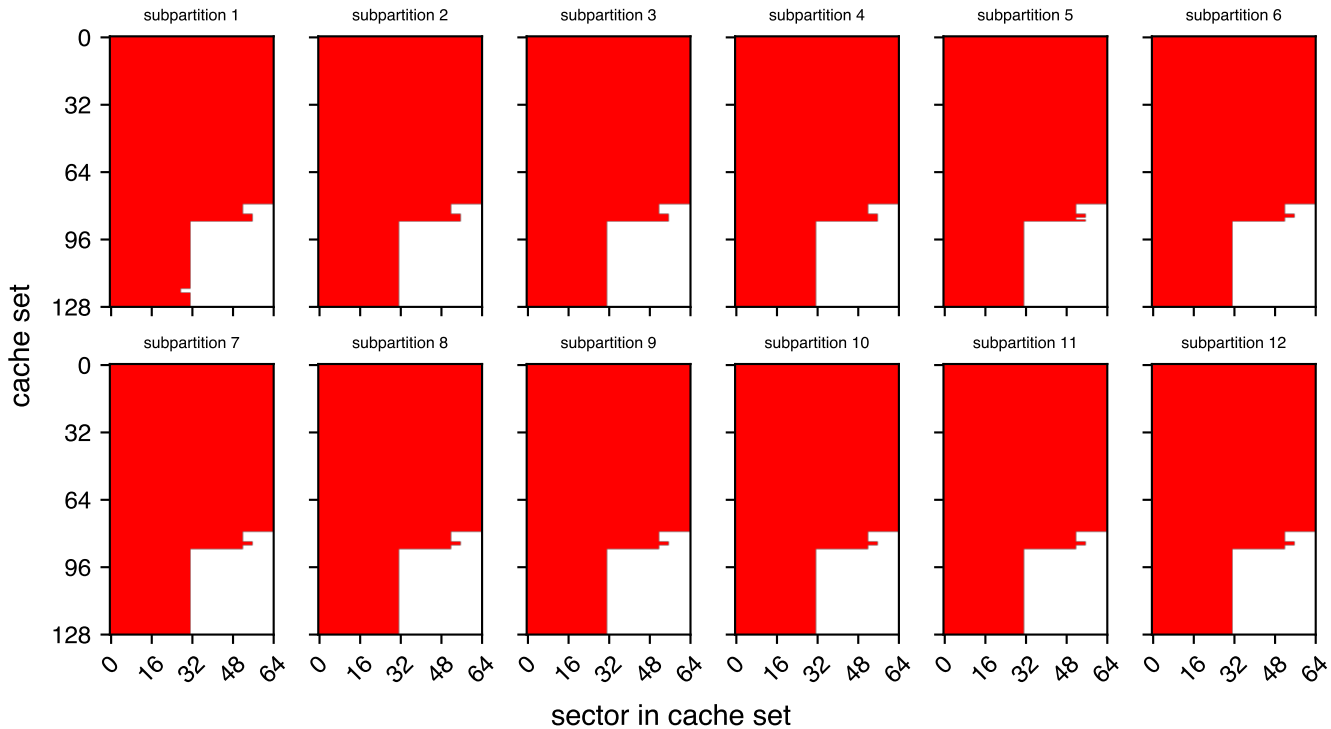 subpartition 1 subpartition 2 subpartition 3 subpartition 4 subpartition 5 subpartition 6
0
32
64
96
128
subpartition 7 subpartition 8 subpartition 9 subpartition 10 subpartition 11 subpartition 12
0
32
64
96
128
0 16 32 48 64 0 16 32 48 64 0 16 32 48 64 0 16 32 48 64 0 16 32 48 64 0 16 32 48 64
cache set
sector in cache set